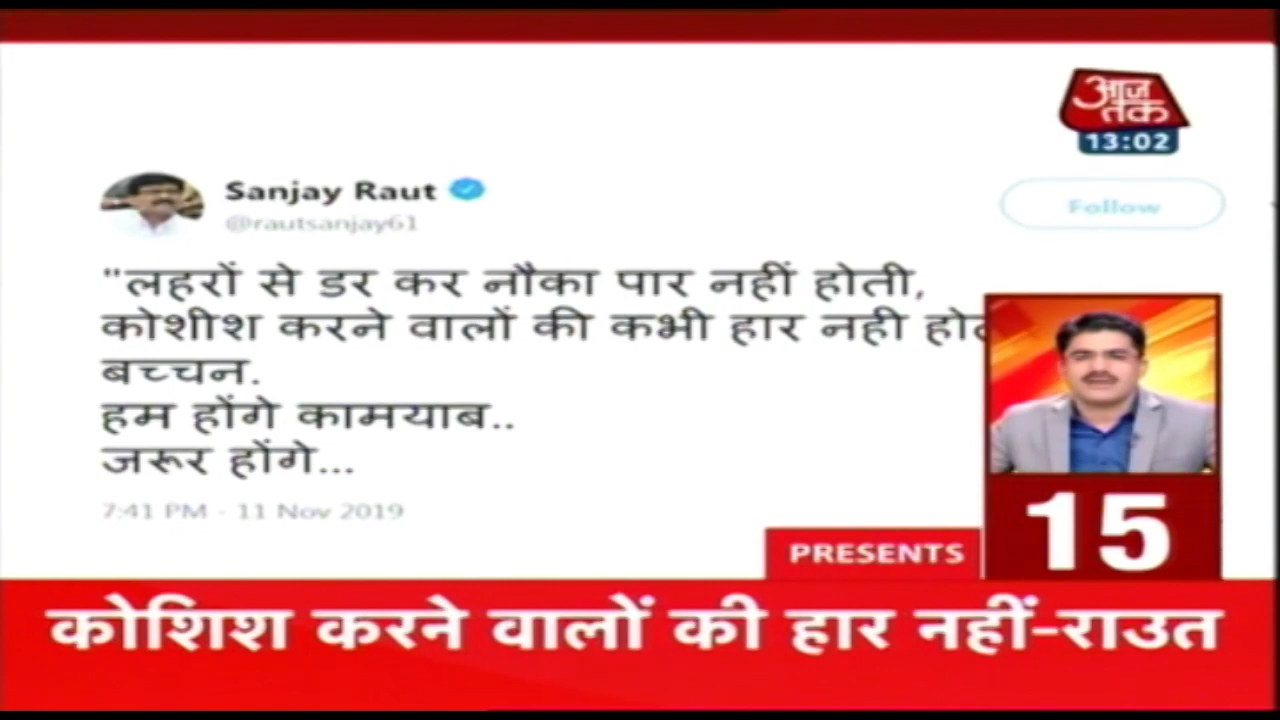 आज
तक
13:02
Sanjay Raut
@rautsanjay61
Follow
"लहरों से डर कर नौका पार नहीं होती,
कोशीश करने वालों की कभी हार नही
बच्चन.
हम होंगे कामयाब..
जरूर होंगे...
7:41 PM - 11 Nov 2019
PRESENTS
15
कोशिश करने वालों की हार नहीं-राउत